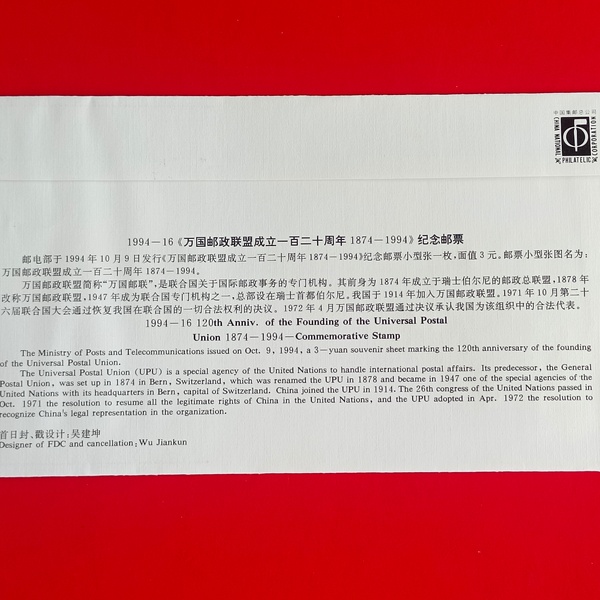 中国集邮总公司
CHINA NATIONAL
PHILATELIC
CORPORATION
1994—16《万国邮政联盟成立一百二十周年 1874—1994》纪念邮票
邮电部于 1994 年 10 月 9 日发行《万国邮政联盟成立一百二十周年 1874—1994》纪念邮票小型张一枚,面值 3 元。邮票小型张图名为:
万国邮政联盟成立一百二十周年 1874—1994。
万国邮政联盟简称“万国邮联”,是联合国关于国际邮政事务的专门机构。其前身为 1874 年成立于瑞士伯尔尼的邮政总联盟,1878 年
改称万国邮政联盟,1947 年成为联合国专门机构之一,总部设在瑞士首都伯尔尼。我国于 1914 年加入万国邮政联盟。1971 年 10 月第二十
六届联合国大会通过恢复我国在联合国的一切合法权利的决议。1972 年 4 月万国邮政联盟通过决议承认我国为该组织中的合法代表。
1994—16 120th Anniv. of the Founding of the Universal Postal
Union 1874—1994—Commemorative Stamp
The Ministry of Posts and Telecommunications issued on Oct. 9, 1994, a 3—yuan souvenir sheet marking the 120th anniversary of the founding
of the Universal Postal Union.
The Universal Postal Union (UPU) is a special agency of the United Nations to handle international postal affairs. Its predecessor, the General
Postal Union, was set up in 1874 in Bern, Switzerland, which was renamed the UPU in 1878 and became in 1947 one of the special agencies of the
United Nations with its headquarters in Bern, capital of Switzerland. China joined the UPU in 1914. The 26th congress of the United Nations passed in
Oct. 1971 the resolution to resume all the legitimate rights of China in the United Nations, and the UPU adopted in Apr. 1972 the resolution to
recognize China's legal representation in the organization.
首日封、戳设计:吴建坤
Designer of FDC and cancellation: Wu Jiankun